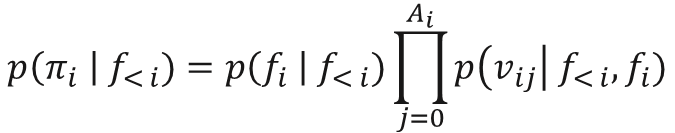 p(π_i | f_{<i}) = p(f_i | f_{<i}) ∏_{j=0}^{A_i} p(v_{ij} | f_{<i}, f_i)